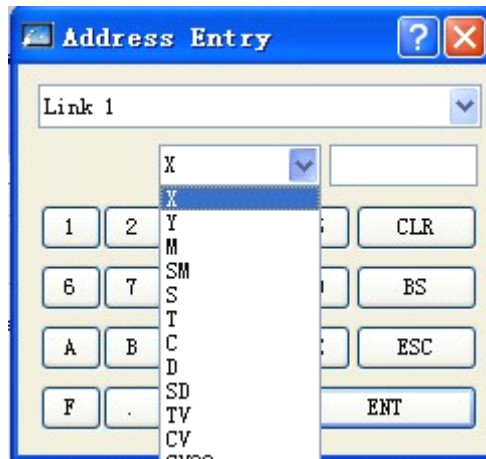 Address Entry
Link 1
X
X
Y
M
SM
S
T
C
D
SD
TV
CV
1 2 CLR
6 7 BS
A B ESC
F . ENT